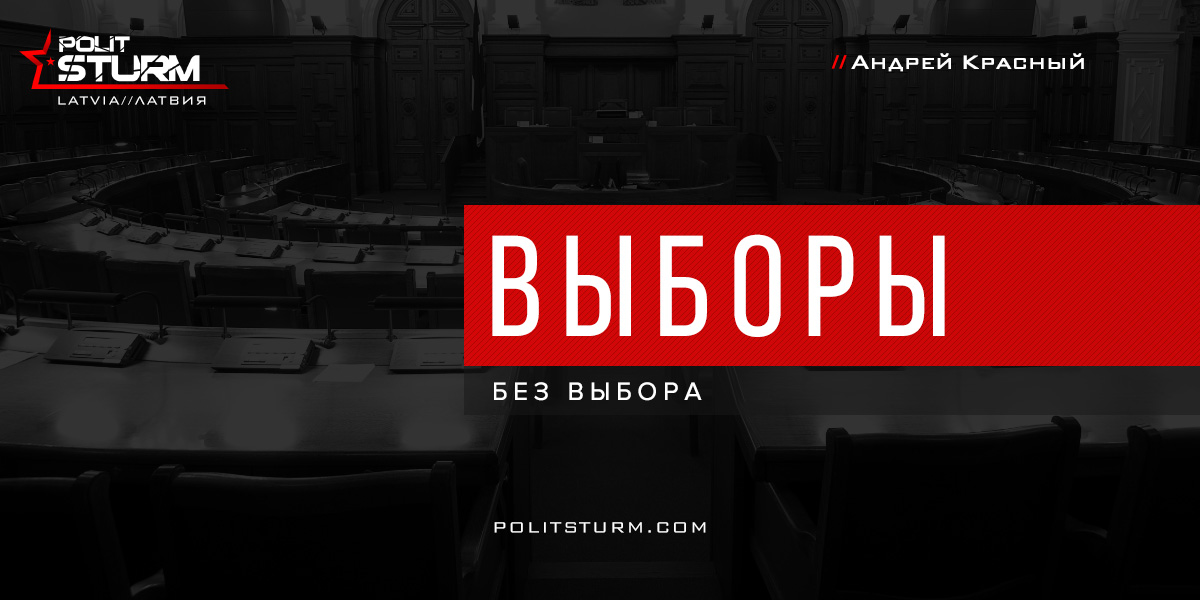 POLIT
STURM
LATVIA//ЛАТВИЯ
// Андрей Красный
ВЫБОРЫ
БЕЗ ВЫБОРА
POLITSTURM.COM